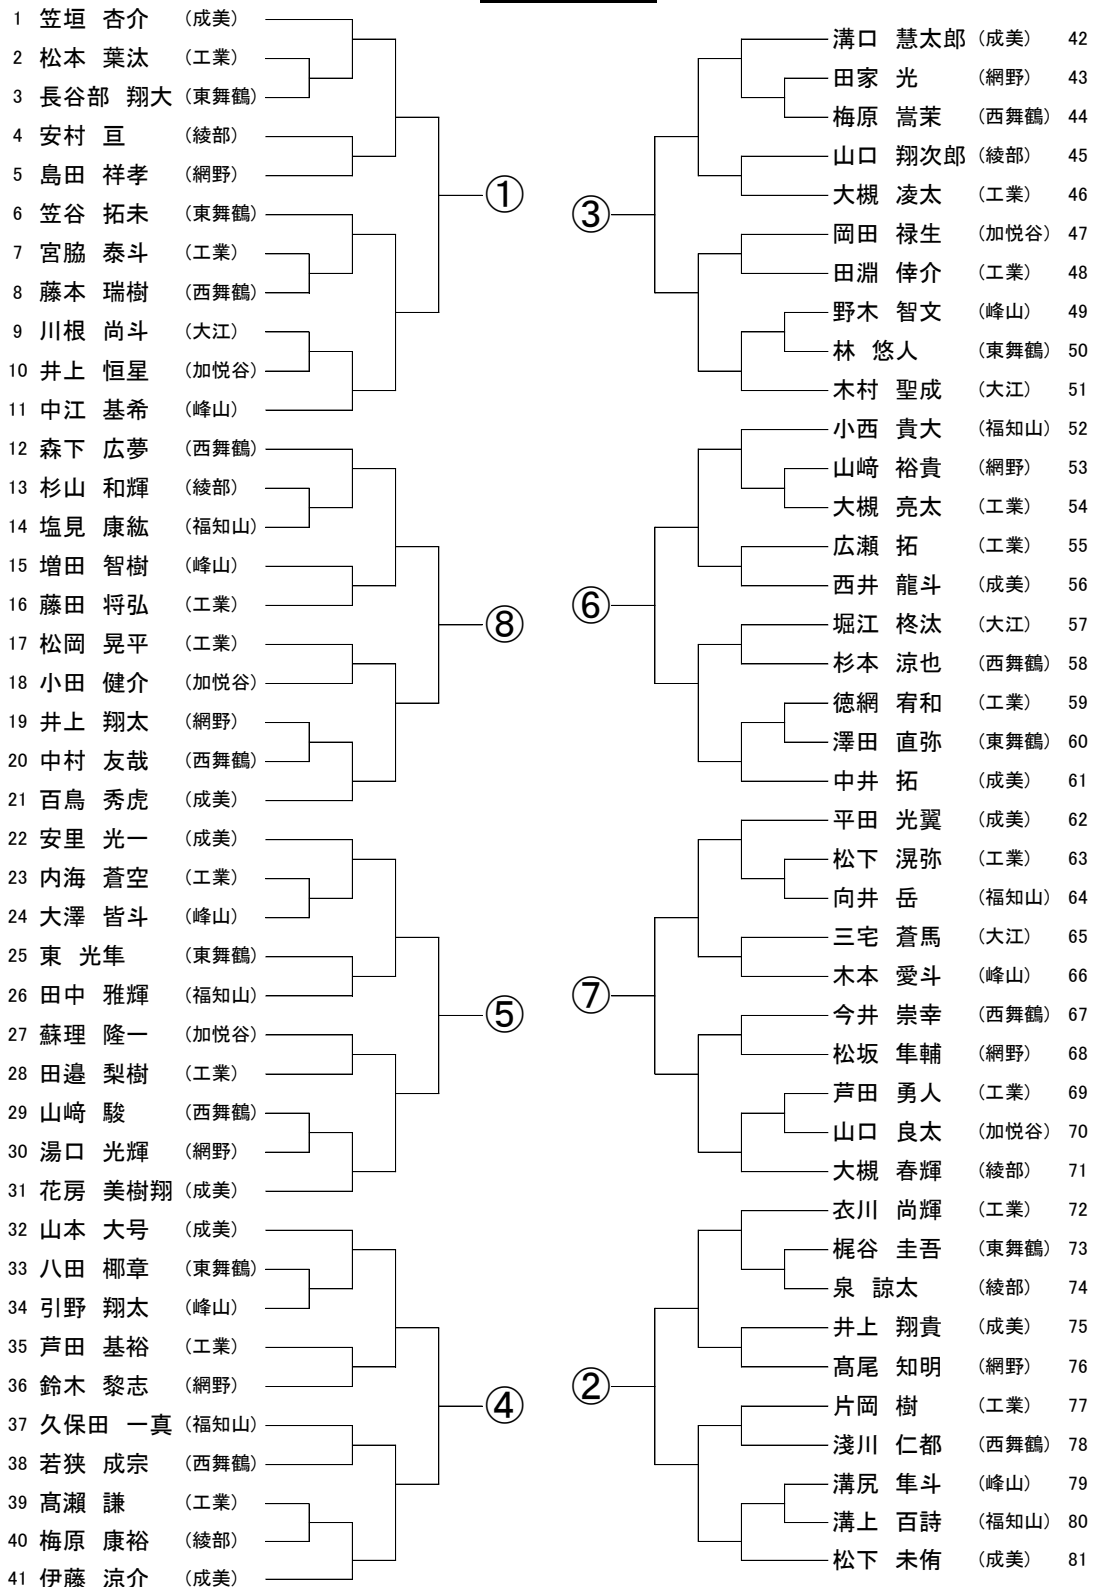 1 笠垣 杏介 （成美）
2 松本 葉汰 （工業）
3 長谷部 翔大 （東舞鶴）
4 安村 亘 （綾部）
5 島田 祥孝 （網野）
①
6 笠谷 拓未 （東舞鶴）
7 宮脇 泰斗 （工業）
8 藤本 瑞樹 （西舞鶴）
9 川根 尚斗 （大江）
10 井上 恒星 （加悦谷）
11 中江 基希 （峰山）
12 森下 広夢 （西舞鶴）
13 杉山 和輝 （綾部）
14 塩見 康紘 （福知山）
15 増田 智樹 （峰山）
16 藤田 将弘 （工業）
⑧
17 松岡 晃平 （工業）
18 小田 健介 （加悦谷）
19 井上 翔太 （網野）
20 中村 友哉 （西舞鶴）
21 百鳥 秀虎 （成美）
22 安里 光一 （成美）
23 内海 蒼空 （工業）
24 大澤 皆斗 （峰山）
25 東 光隼 （東舞鶴）
26 田中 雅輝 （福知山）
⑤
27 蘇理 隆一 （加悦谷）
28 田邉 梨樹 （工業）
29 山﨑 駿 （西舞鶴）
30 湯口 光輝 （網野）
31 花房 美樹翔 （成美）
32 山本 大号 （成美）
33 八田 椰章 （東舞鶴）
34 引野 翔太 （峰山）
35 芦田 基裕 （工業）
36 鈴木 黎志 （網野）
④
37 久保田 一真 （福知山）
38 若狭 成宗 （西舞鶴）
39 髙瀬 謙 （工業）
40 梅原 康裕 （綾部）
41 伊藤 涼介 （成美）
溝口 慧太郎 （成美） 42
田家 光 （網野） 43
梅原 嵩茉 （西舞鶴） 44
山口 翔次郎 （綾部） 45
大槻 凌太 （工業） 46
③
岡田 禄生 （加悦谷） 47
田淵 倖介 （工業） 48
野木 智文 （峰山） 49
林 悠人 （東舞鶴） 50
木村 聖成 （大江） 51
小西 貴大 （福知山） 52
山﨑 裕貴 （網野） 53
大槻 亮太 （工業） 54
広瀬 拓 （工業） 55
西井 龍斗 （成美） 56
⑥
堀江 柊汰 （大江） 57
杉本 涼也 （西舞鶴） 58
徳網 宥和 （工業） 59
澤田 直弥 （東舞鶴） 60
中井 拓 （成美） 61
平田 光翼 （成美） 62
松下 滉弥 （工業） 63
向井 岳 （福知山） 64
三宅 蒼馬 （大江） 65
木本 愛斗 （峰山） 66
⑦
今井 崇幸 （西舞鶴） 67
松坂 隼輔 （網野） 68
芦田 勇人 （工業） 69
山口 良太 （加悦谷） 70
大槻 春輝 （綾部） 71
衣川 尚輝 （工業） 72
梶谷 圭吾 （東舞鶴） 73
泉 諒太 （綾部） 74
井上 翔貴 （成美） 75
髙尾 知明 （網野） 76
②
片岡 樹 （工業） 77
淺川 仁都 （西舞鶴） 78
溝尻 隼斗 （峰山） 79
溝上 百詩 （福知山） 80
松下 未侑 （成美） 81